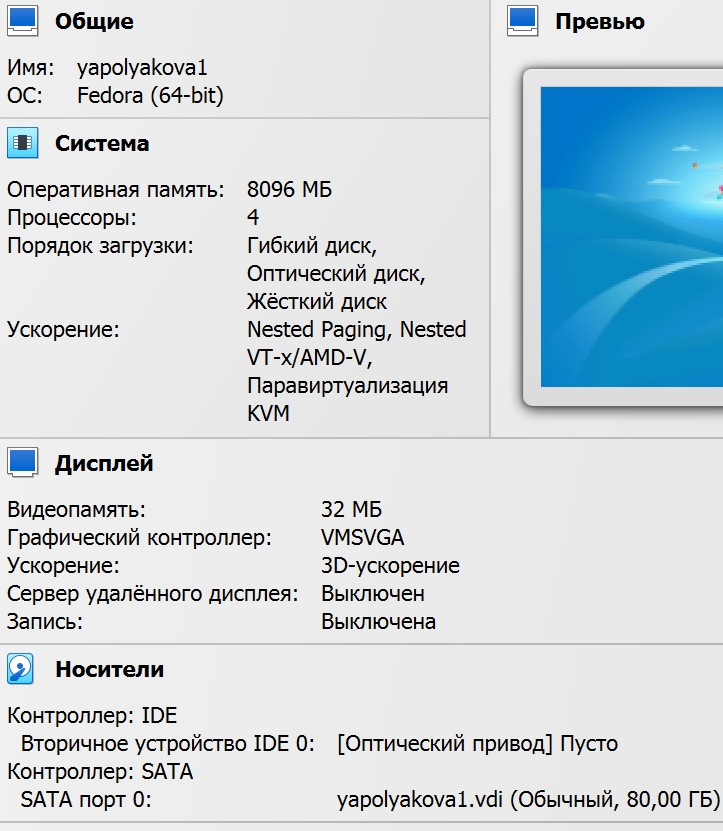 Общие
Превью
Имя: yapolyakova1
ОС: Fedora (64-bit)
Система
Оперативная память: 8096 МБ
Процессоры: 4
Порядок загрузки: Гибкий диск,
Оптический диск,
Жёсткий диск
Ускорение: Nested Paging, Nested
VT-x/AMD-V,
Паравиртуализация
KVM
Дисплей
Видеопамять: 32 МБ
Графический контроллер: VMSVGA
Ускорение: 3D-ускорение
Сервер удалённого дисплея: Выключен
Запись: Выключена
Носители
Контроллер: IDE
Вторичное устройство IDE 0: [Оптический привод] Пусто
Контроллер: SATA
SATA порт 0: yapolyakova1.vdi (Обычный, 80,00 ГБ)